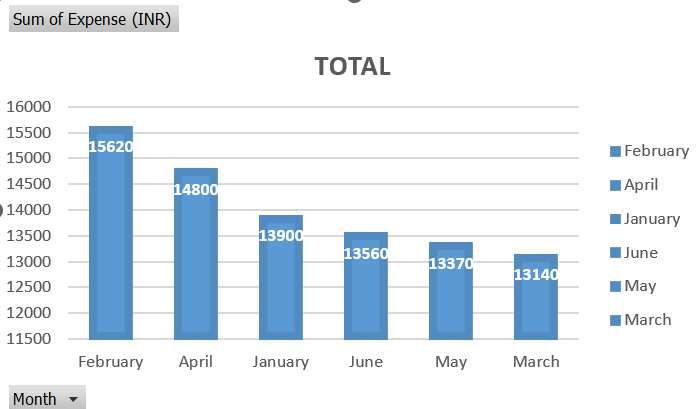 Sum of Expense (INR)
TOTAL
16000
15500
15000
14500
14000
13500
13000
12500
12000
11500
15620
14800
13900
13560
13370
13140
February April January June May March
February
April
January
June
May
March
Month